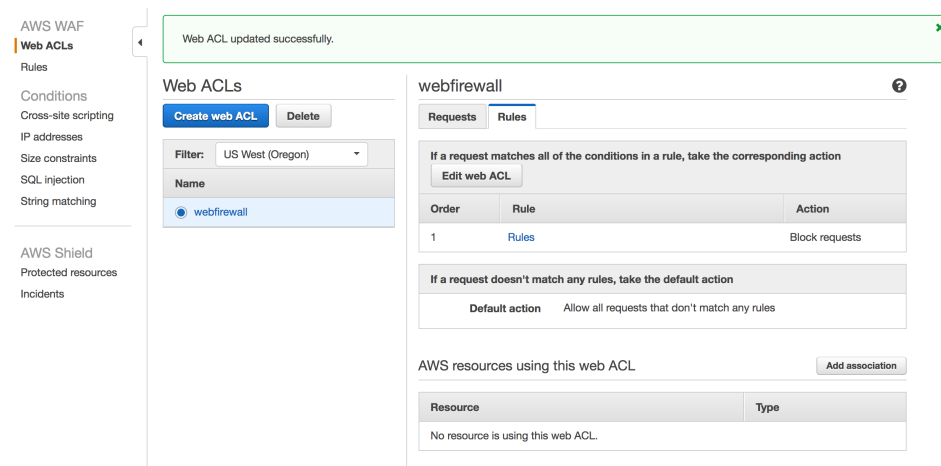 AWS WAF
Web ACLs
Rules
Conditions
Cross-site scripting
IP addresses
Size constraints
SQL injection
String matching
AWS Shield
Protected resources
Incidents
Web ACL updated successfully.
Web ACLs
Create web ACL Delete
Filter: US West (Oregon)
Name
webfirewall
webfirewall
Requests Rules
If a request matches all of the conditions in a rule, take the corresponding action
Edit web ACL
Order Rule Action
1 Rules Block requests
If a request doesn't match any rules, take the default action
Default action Allow all requests that don't match any rules
AWS resources using this web ACL Add association
Resource Type
No resource is using this web ACL.